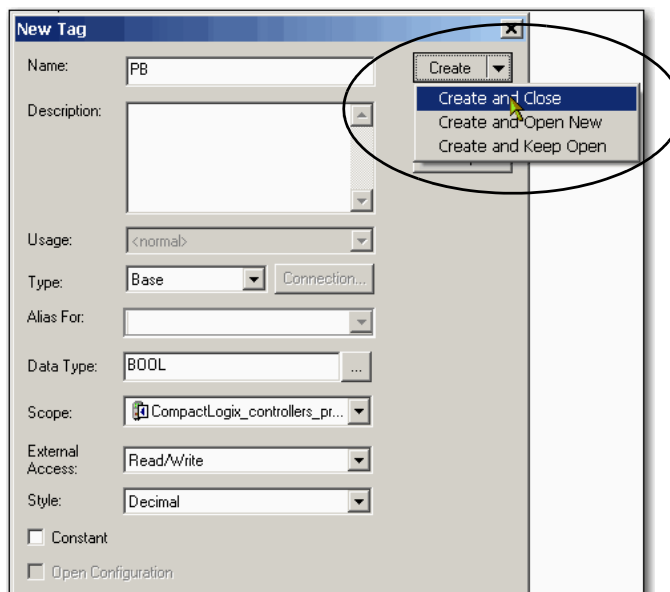 New Tag
Name:
PB
Create
Create and Close
Create and Open New
Create and Keep Open
Description:
Usage:
<normal>
Type:
Base
Connection...
Alias For:
Data Type:
BOOL
...
Scope:
CompactLogix_controllers_pr...
External
Access:
Read/Write
Style:
Decimal
Constant
Open Configuration